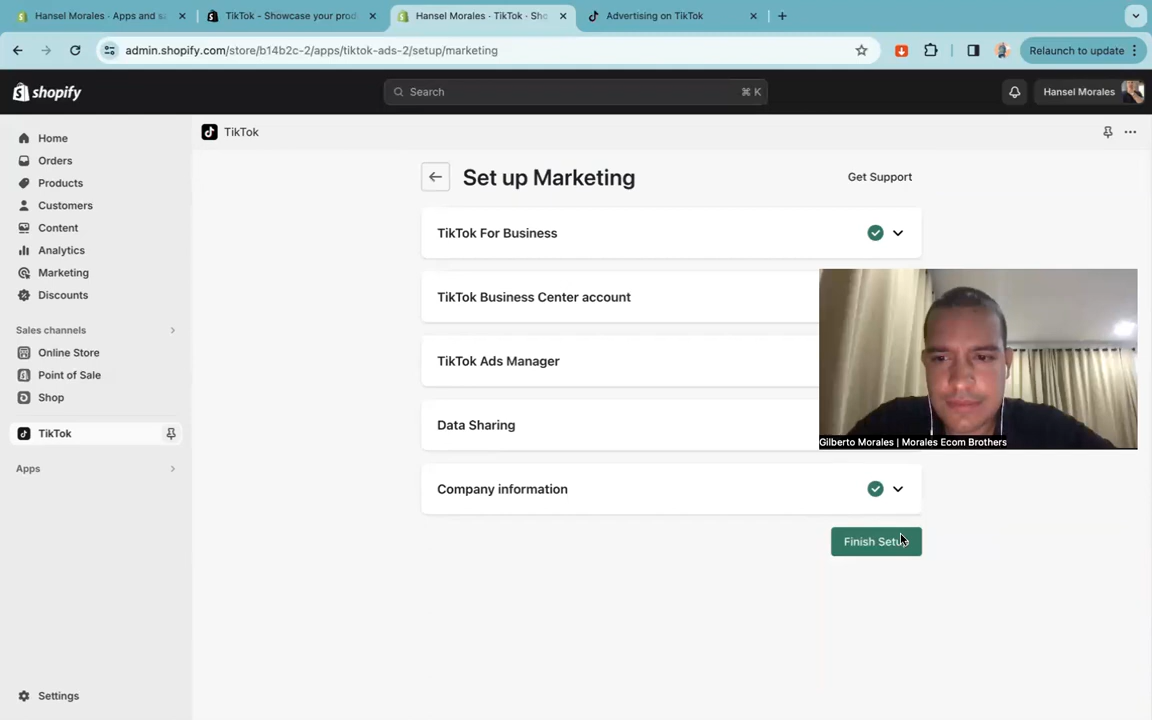 Hansel Morales · Apps and sa
TikTok - Showcase your prod
Hansel Morales · TikTok · Sho
Advertising on TikTok
admin.shopify.com/store/b14b2c-2/apps/tiktok-ads-2/setup/marketing
Relaunch to update
shopify
Search
⌘ K
Hansel Morales
Home
Orders
Products
Customers
Content
Analytics
Marketing
Discounts
Sales channels
Online Store
Point of Sale
Shop
TikTok
Apps
Settings
TikTok
Set up Marketing
Get Support
TikTok For Business
TikTok Business Center account
TikTok Ads Manager
Data Sharing
Company information
Finish Setup
Gilberto Morales | Morales Ecom Brothers